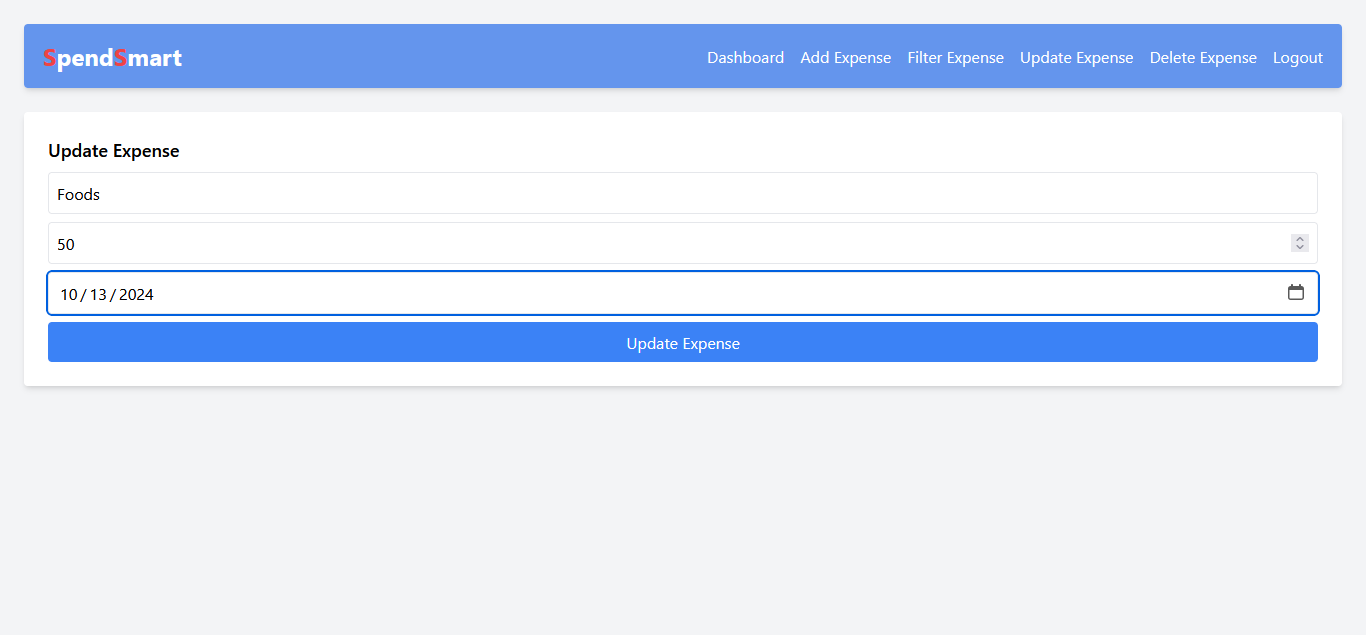 SpendSmart Dashboard Add Expense Filter Expense Update Expense Delete Expense Logout
Update Expense
Foods
50
10 / 13 / 2024
Update Expense